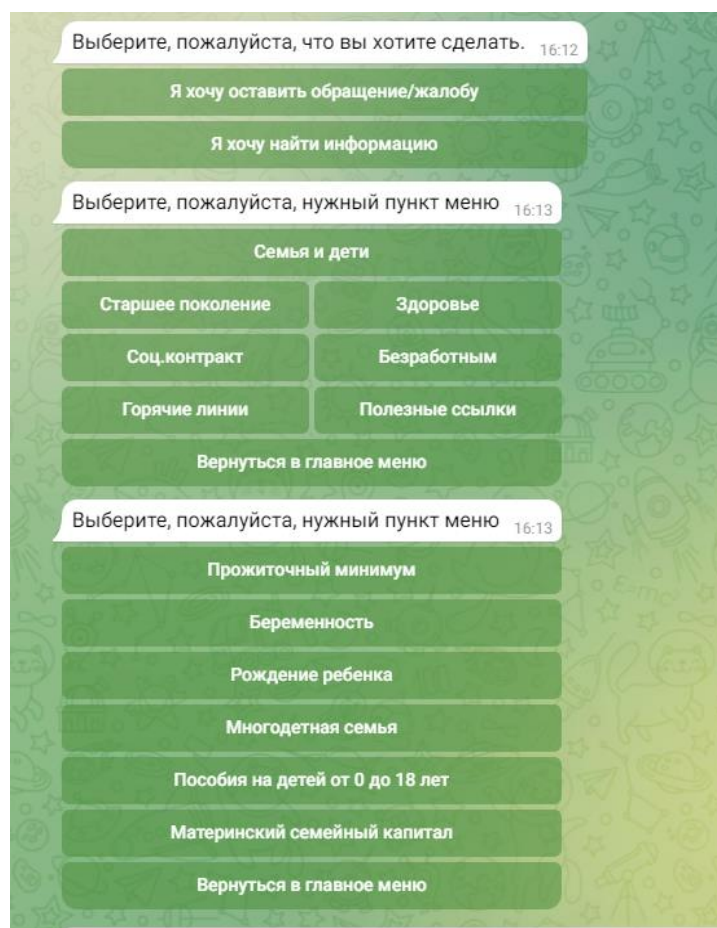 Выберите, пожалуйста, что вы хотите сделать. 16:12
Я хочу оставить обращение/жалобу
Я хочу найти информацию
Выберите, пожалуйста, нужный пункт меню 16:13
Семья и дети
Старшее поколение Здоровье
Соц.контракт Безработным
Горячие линии Полезные ссылки
Вернуться в главное меню
Выберите, пожалуйста, нужный пункт меню 16:13
Прожиточный минимум
Беременность
Рождение ребенка
Многодетная семья
Пособия на детей от 0 до 18 лет
Материнский семейный капитал
Вернуться в главное меню